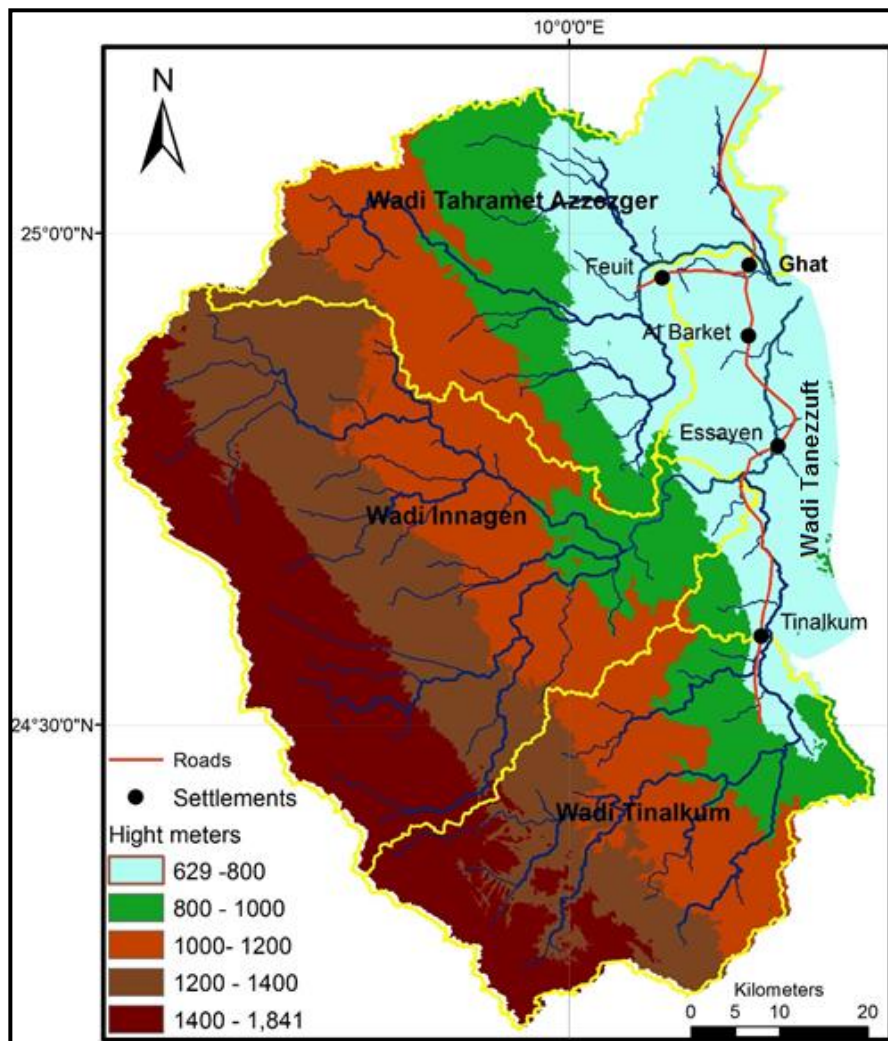 10°0'0"E
N
Wadi Tahramet Azzezger
25°0'0"N
Feuit
Ghat
Al Barket
Essayen
Wadi Tanezzuft
Wadi Innagen
Tinalkum
24°30'0"N
Roads
Settlements
Wadi Tinalkum
Hight meters
629 -800
800 - 1000
1000- 1200
1200 - 1400
1400 - 1,841
Kilometers
0 5 10 20